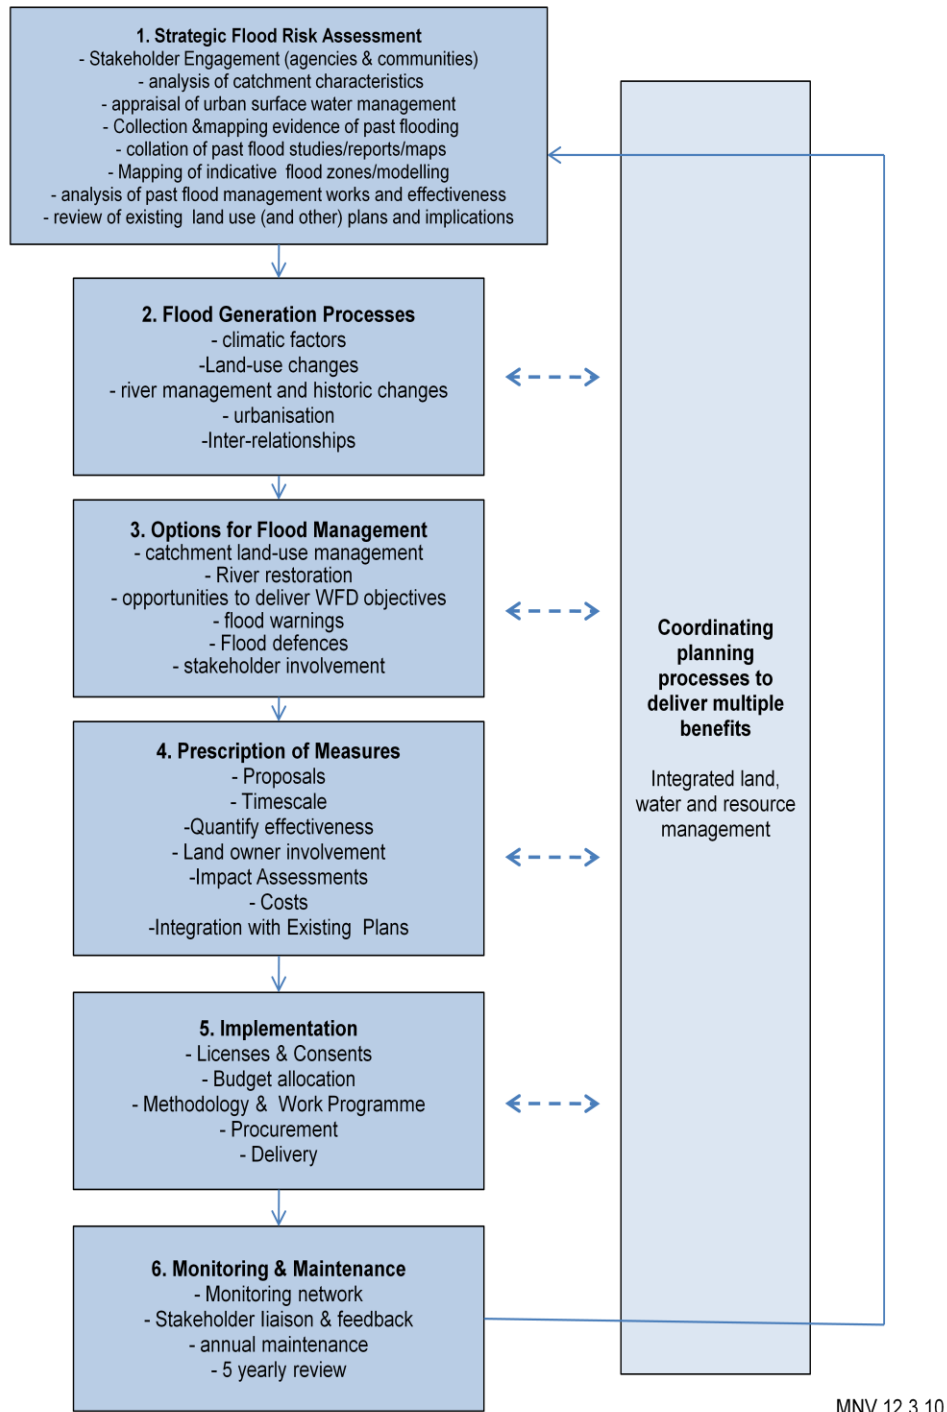 1. Strategic Flood Risk Assessment
- Stakeholder Engagement (agencies & communities)
- analysis of catchment characteristics
- appraisal of urban surface water management
- Collection &mapping evidence of past flooding
- collation of past flood studies/reports/maps
- Mapping of indicative flood zones/modelling
- analysis of past flood management works and effectiveness
- review of existing land use (and other) plans and implications
2. Flood Generation Processes
- climatic factors
-Land-use changes
- river management and historic changes
- urbanisation
-Inter-relationships
3. Options for Flood Management
- catchment land-use management
- River restoration
- opportunities to deliver WFD objectives
- flood warnings
- Flood defences
- stakeholder involvement
4. Prescription of Measures
- Proposals
- Timescale
-Quantify effectiveness
- Land owner involvement
-Impact Assessments
- Costs
-Integration with Existing Plans
5. Implementation
- Licenses & Consents
- Budget allocation
- Methodology & Work Programme
- Procurement
- Delivery
6. Monitoring & Maintenance
- Monitoring network
- Stakeholder liaison & feedback
- annual maintenance
- 5 yearly review
Coordinating
planning
processes to
deliver multiple
benefits
Integrated land,
water and resource
management
MNV 12.3.10